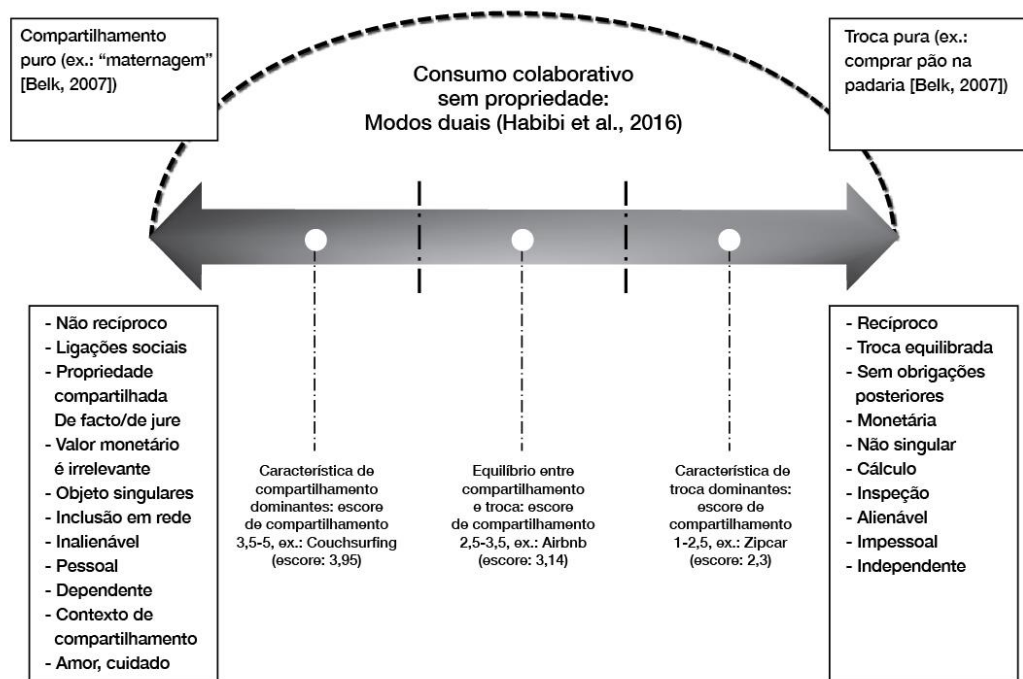 Compartilhamento
puro (ex.: “maternagem”
[Belk, 2007])
Consumo colaborativo
sem propriedade:
Modos duais (Habibi et al., 2016)
Troca pura (ex.:
comprar pão na
padaria [Belk, 2007])
- Não recíproco
- Ligações sociais
- Propriedade
compartilhada
De facto/de jure
- Valor monetário
é irrelevante
- Objeto singulares
- Inclusão em rede
- Inalienável
- Pessoal
- Dependente
- Contexto de
compartilhamento
- Amor, cuidado
Característica de
compartilhamento
dominantes: escore
de compartilhamento
3,5-5, ex.: Couchsurfing
(escore: 3,95)
Equilíbrio entre
compartilhamento
e troca: escore
de compartilhamento
2,5-3,5, ex.: Airbnb
(escore: 3,14)
Característica de
troca dominantes:
escore de
compartilhamento
1-2,5, ex.: Zipcar
(escore: 2,3)
- Recíproco
- Troca equilibrada
- Sem obrigações
posteriores
- Monetária
- Não singular
- Cálculo
- Inspeção
- Alienável
- Impessoal
- Independente